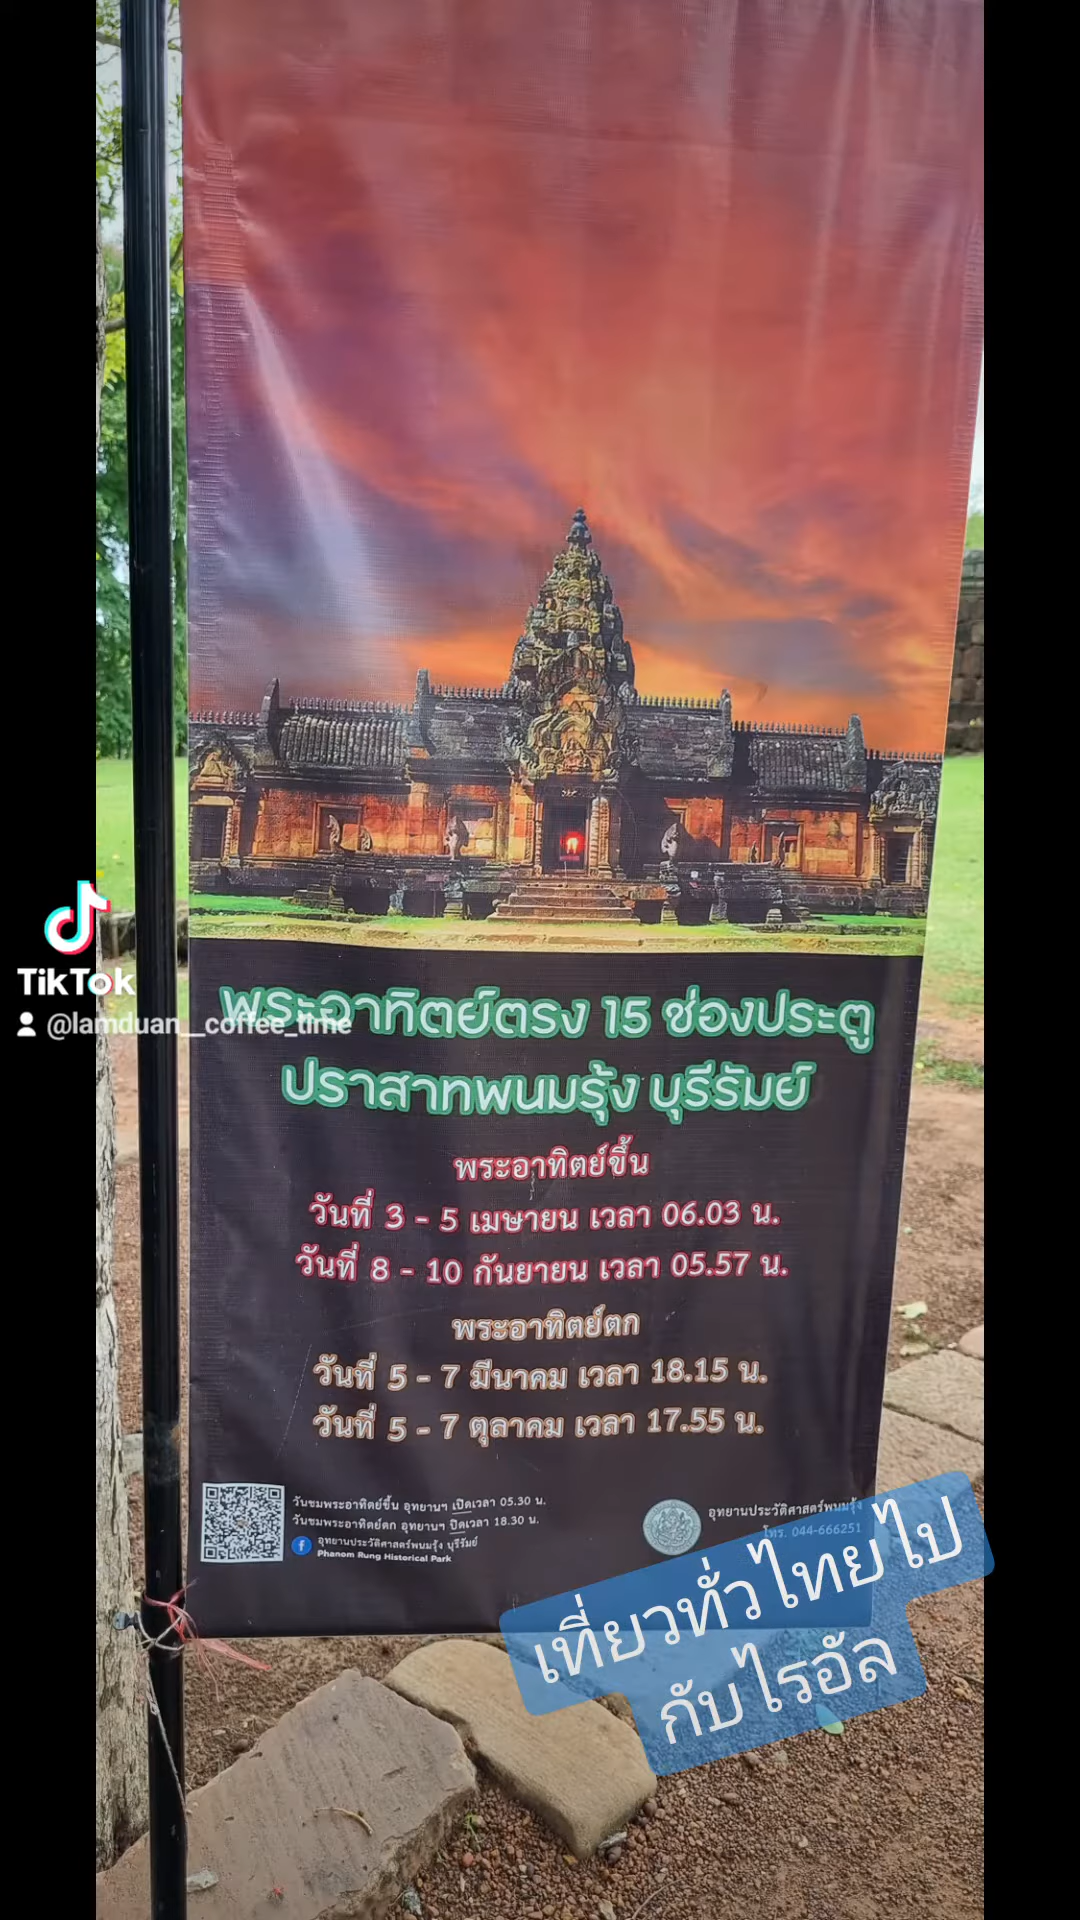 พระอาทิตย์ตรง 15 ช่องประตู
ปราสาทพนมรุ้ง บุรีรัมย์
พระอาทิตย์ขึ้น
วันที่ 3 - 5 เมษายน เวลา 06.03 น.
วันที่ 8 - 10 กันยายน เวลา 05.57 น.
พระอาทิตย์ตก
วันที่ 5 - 7 มีนาคม เวลา 18.15 น.
วันที่ 5 - 7 ตุลาคม เวลา 17.55 น.
วันชมพระอาทิตย์ขึ้น อุทยานฯ เปิดเวลา 05.30 น.
วันชมพระอาทิตย์ตก อุทยานฯ ปิดเวลา 18.30 น.
อุทยานประวัติศาสตร์พนมรุ้ง บุรีรัมย์
Phanom Rung Historical Park
อุทยานประวัติศาสตร์พนมรุ้ง
โทร. 044-666251
TikTok
@lamduan__coffee_time
เที่ยวทั่วไทยไป
กับไรอัล